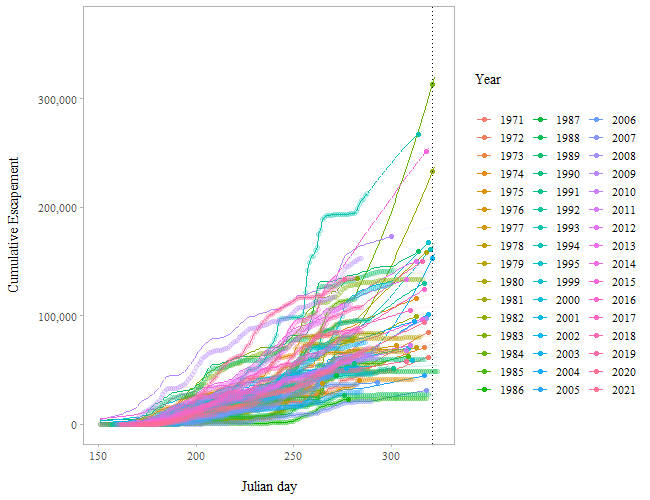 Cumulative Escapement
300,000
200,000
100,000
0
150 200 250 300
Julian day
Year
1971 1987 2006
1972 1988 2007
1973 1989 2008
1974 1990 2009
1975 1991 2010
1976 1992 2011
1977 1993 2012
1978 1994 2013
1979 1995 2014
1980 1999 2015
1981 2000 2016
1982 2001 2017
1983 2002 2018
1984 2003 2019
1985 2004 2020
1986 2005 2021